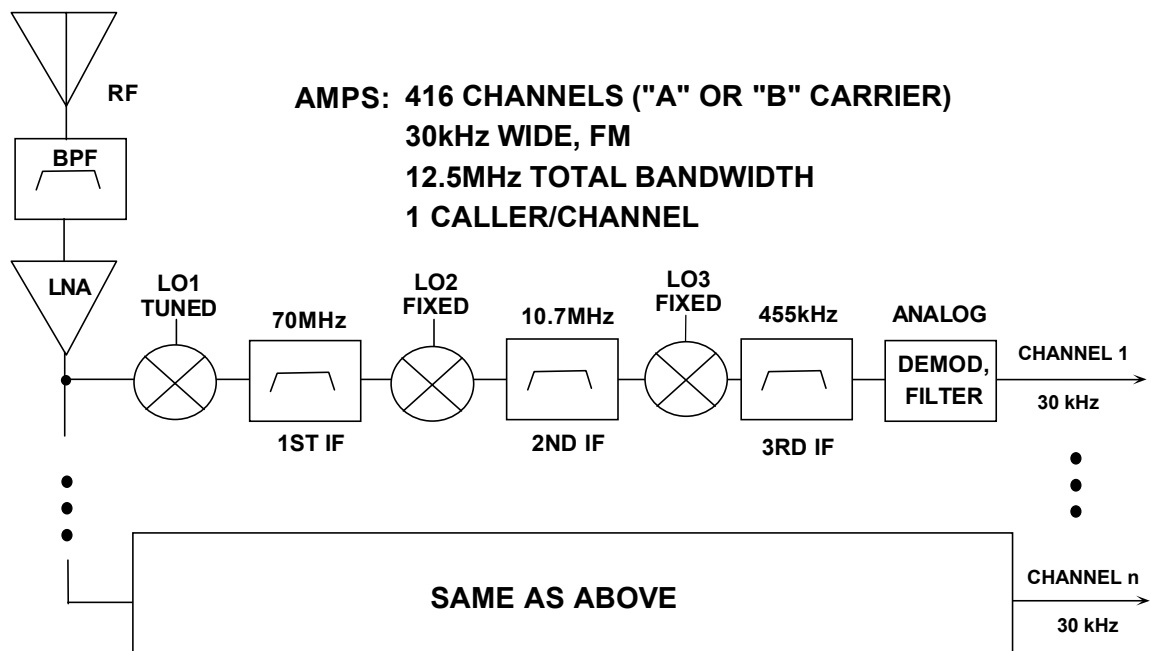 RF
AMPS: 416 CHANNELS ("A" OR "B" CARRIER)
30kHz WIDE, FM
12.5MHz TOTAL BANDWIDTH
1 CALLER/CHANNEL
BPF
LNA
LO1
TUNED
70MHz
1ST IF
LO2
FIXED
10.7MHz
2ND IF
LO3
FIXED
455kHz
3RD IF
ANALOG
DEMOD,
FILTER
CHANNEL 1
30 kHz
SAME AS ABOVE
CHANNEL n
30 kHz